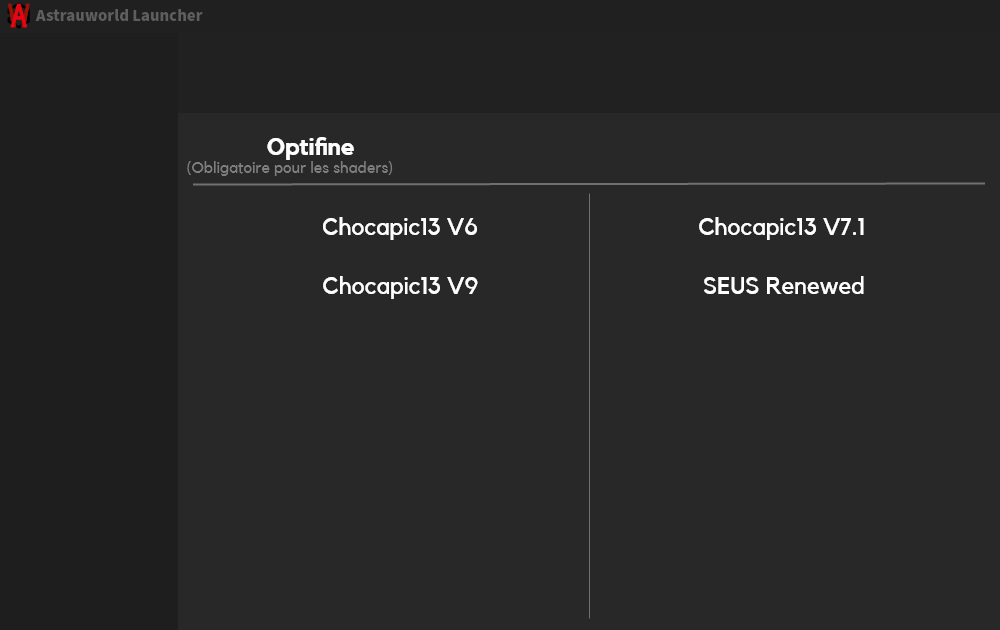 Astrauworld Launcher
Optifine
(Obligatoire pour les shaders)
Chocapic13 V6
Chocapic13 V7.1
Chocapic13 V9
SEUS Renewed